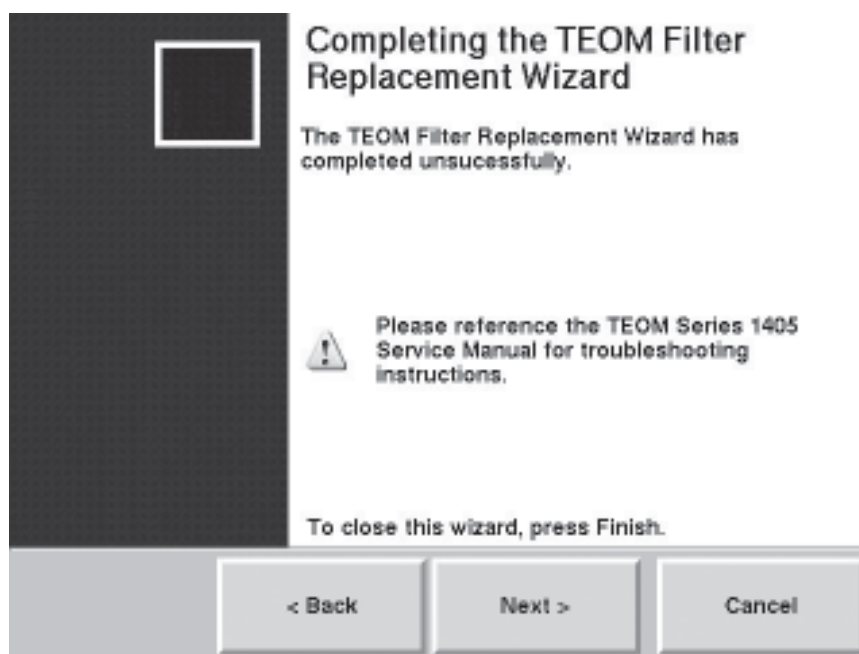 Completing the TEOM Filter
Replacement Wizard
The TEOM Filter Replacement Wizard has
completed unsucessfully.
Please reference the TEOM Series 1405
Service Manual for troubleshooting
instructions.
To close this wizard, press Finish.
< Back Next > Cancel